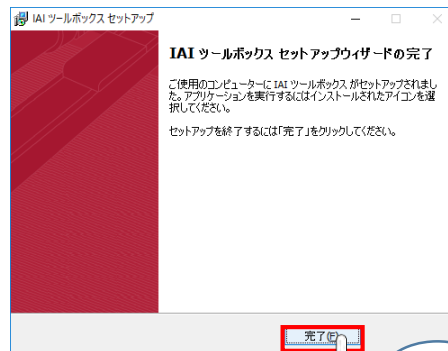 IAI ツールボックス セットアップ
IAI ツールボックス セットアップウィザードの完了
ご使用のコンピューターに IAI ツールボックス がセットアップされまし
た。アプリケーションを実行するにはインストールされたアイコンを選
択してください。
セットアップを終了するには「完了」をクリックしてください。
完了(F)